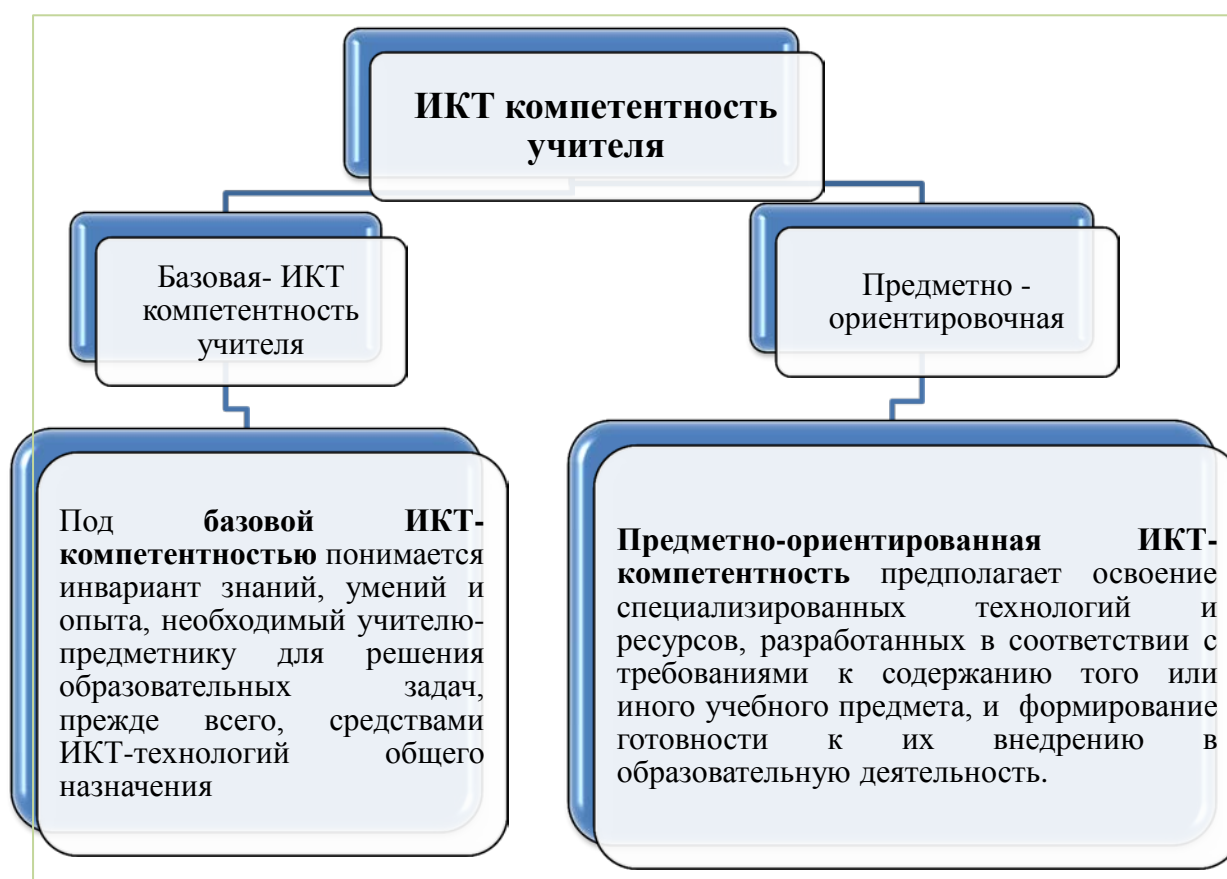 ИКТ компетентность
учителя
Базовая- ИКТ
компетентность
учителя
Предметно -
ориентировочная
Под базовой ИКТ-
компетентностью понимается
инвариант знаний, умений и
опыта, необходимый учителю-
предметнику для решения
образовательных задач,
прежде всего, средствами
ИКТ-технологий общего
назначения
Предметно-ориентированная ИКТ-
компетентность предполагает освоение
специализированных технологий и
ресурсов, разработанных в соответствии с
требованиями к содержанию того или
иного учебного предмета, и формирование
готовности к их внедрению в
образовательную деятельность.